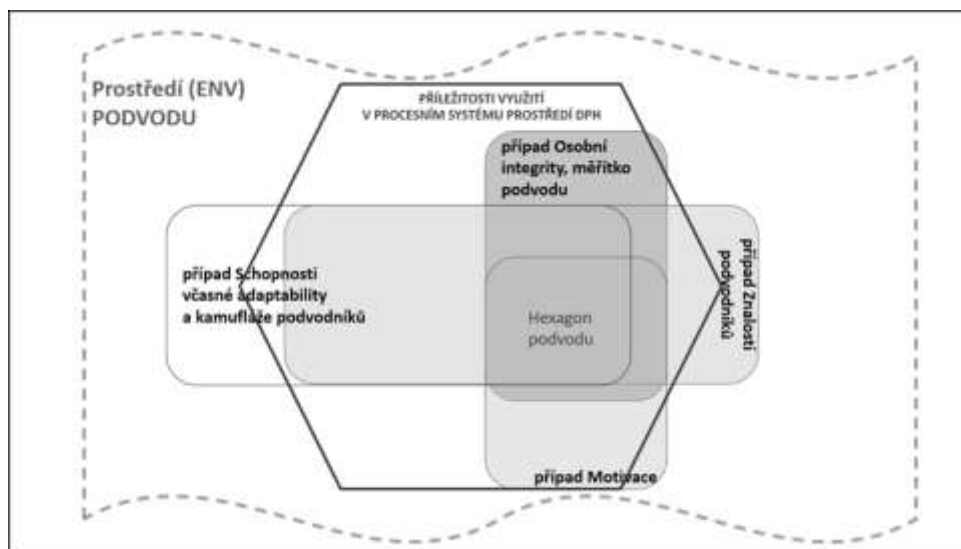 Prostředí (ENV)
PODVODU
PŘÍLEŽITOSTI VYUŽITÍ
V PROCESNÍM SYSTÉMU PROSTŘEDÍ DPH
případ Osobní
integrity, měřítko
podvodu
případ Schopnosti
včasné adaptability
a kamufláže podvodníků
případ Znalostí
podvodníků
Hexagon
podvodu
případ Motivace